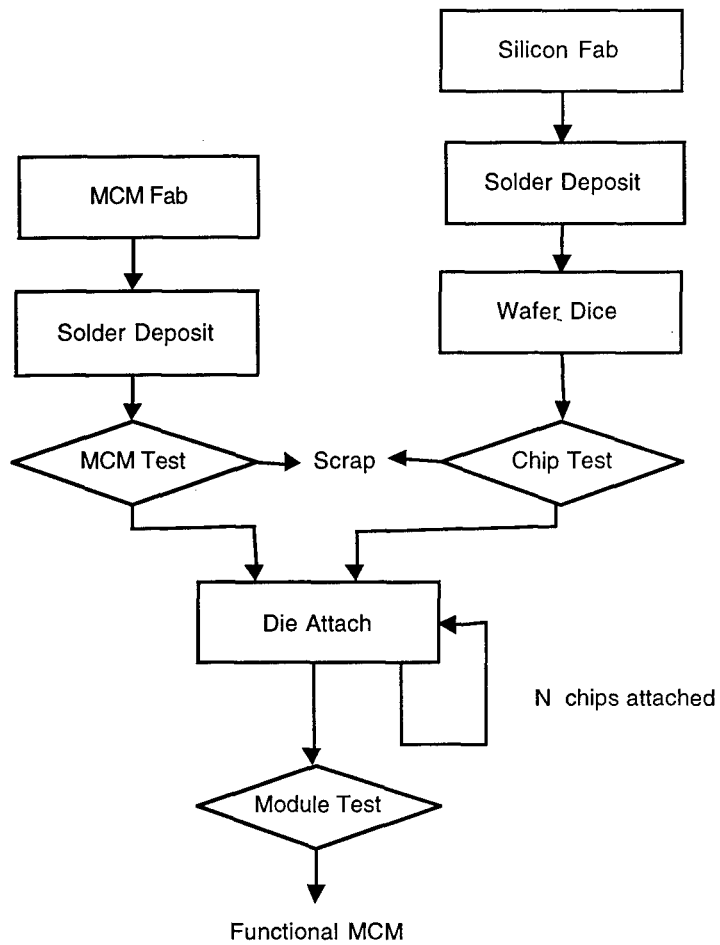 Silicon Fab
MCM Fab
Solder Deposit
Solder Deposit
Wafer Dice
MCM Test
Scrap
Chip Test
Die Attach
N chips attached
Module Test
Functional MCM